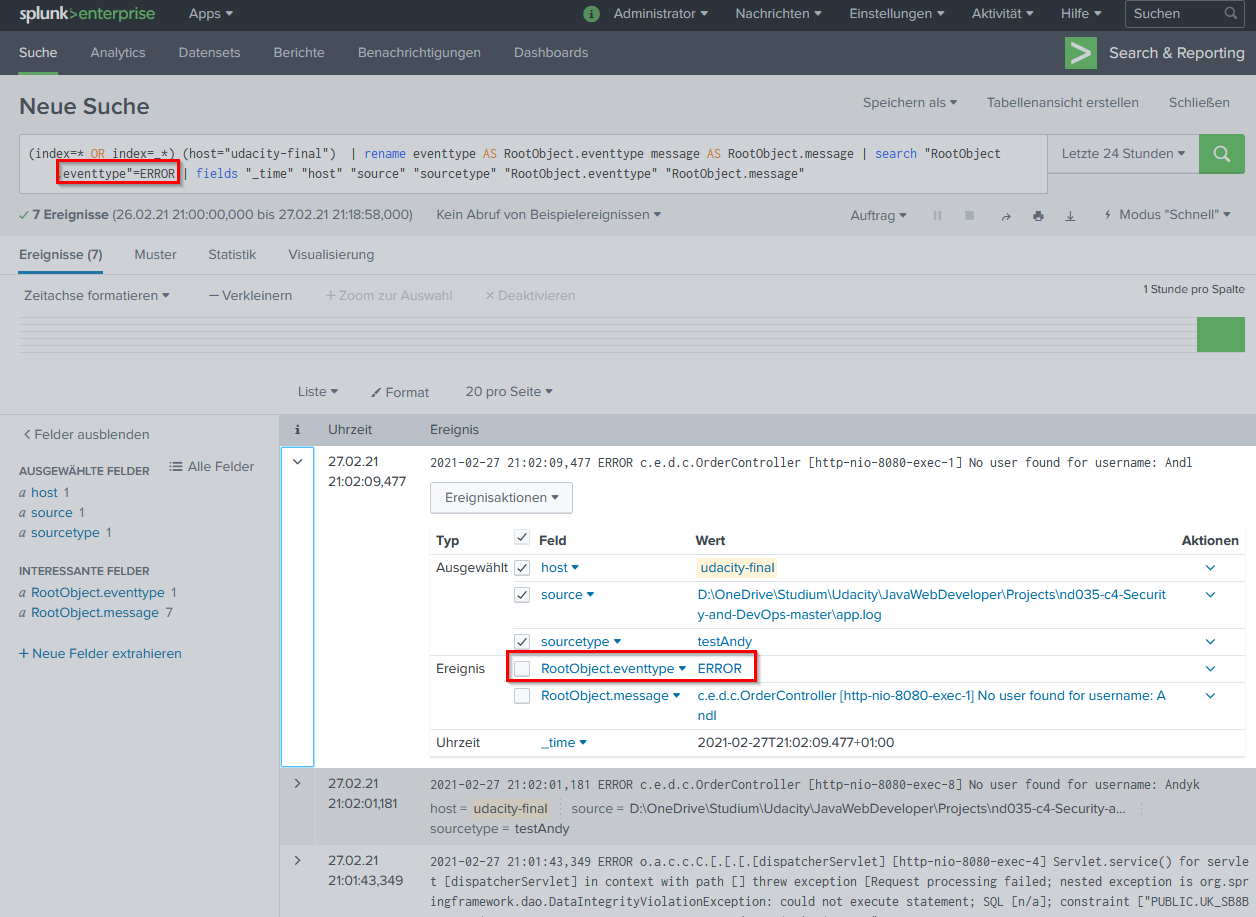 splunk>enterprise Apps Administrator Nachrichten Einstellungen Aktivität Hilfe Suchen
Suche Analytics Datensets Berichte Benachrichtigungen Dashboards Search & Reporting
Neue Suche
Speichern als Tabellenansicht erstellen Schließen
(index=* OR index=_*) (host="udacity-final") | rename eventtype AS RootObject.eventtype message AS RootObject.message | search "RootObject
.eventtype"=ERROR | fields "_time" "host" "source" "sourcetype" "RootObject.eventtype" "RootObject.message"
Letzte 24 Stunden
7 Ereignisse (26.02.21 21:00:00,000 bis 27.02.21 21:18:58,000) Kein Abruf von Beispielereignissen Auftrag Modus "Schnell"
Ereignisse (7) Muster Statistik Visualisierung
Zeitachse formatieren — Verkleinern + Zoom zur Auswahl × Deaktivieren 1 Stunde pro Spalte
Liste Format 20 pro Seite
< Felder ausblenden
i Uhrzeit Ereignis
AUSGEWÄHLTE FELDER Alle Felder
a host 1
a source 1
a sourcetype 1
INTERESSANTE FELDER
a RootObject.eventtype 1
a RootObject.message 7
+ Neue Felder extrahieren
27.02.21
21:02:09,477
2021-02-27 21:02:09,477 ERROR c.e.d.c.OrderController [http-nio-8080-exec-1] No user found for username: Andl
Ereignisaktionen
Typ Feld Wert Aktionen
Ausgewählt host udacity-final
source D:\OneDrive\Studium\Udacity\JavaWebDeveloper\Projects\nd035-c4-Securit
y-and-DevOps-master\app.log
sourcetype testAndy
Ereignis RootObject.eventtype ERROR
RootObject.message c.e.d.c.OrderController [http-nio-8080-exec-1] No user found for username: A
ndl
Uhrzeit _time 2021-02-27T21:02:09.477+01:00
27.02.21
21:02:01,181
2021-02-27 21:02:01,181 ERROR c.e.d.c.OrderController [http-nio-8080-exec-8] No user found for username: Andyk
host = udacity-final source = D:\OneDrive\Studium\Udacity\JavaWebDeveloper\Projects\nd035-c4-Security-a...
sourcetype = testAndy
27.02.21
21:01:43,349
2021-02-27 21:01:43,349 ERROR o.a.c.c.C.[.[.[.[dispatcherServlet] [http-nio-8080-exec-4] Servlet.service() for servle
t [dispatcherServlet] in context with path [] threw exception [Request processing failed; nested exception is org.spr
ingframework.dao.DataIntegrityViolationException: could not execute statement; SQL [n/a]; constraint ["PUBLIC.UK_SB8B